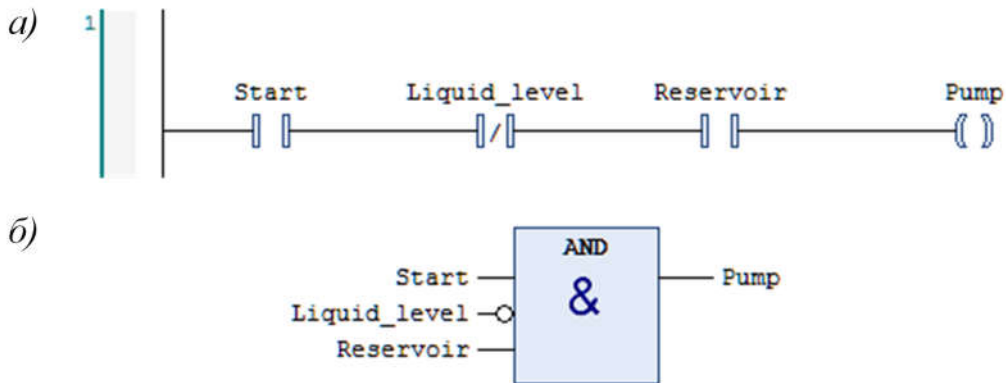 а)
1
Start Liquid_level Reservoir Pump
б)
AND
&
Start Pump
Liquid_level
Reservoir